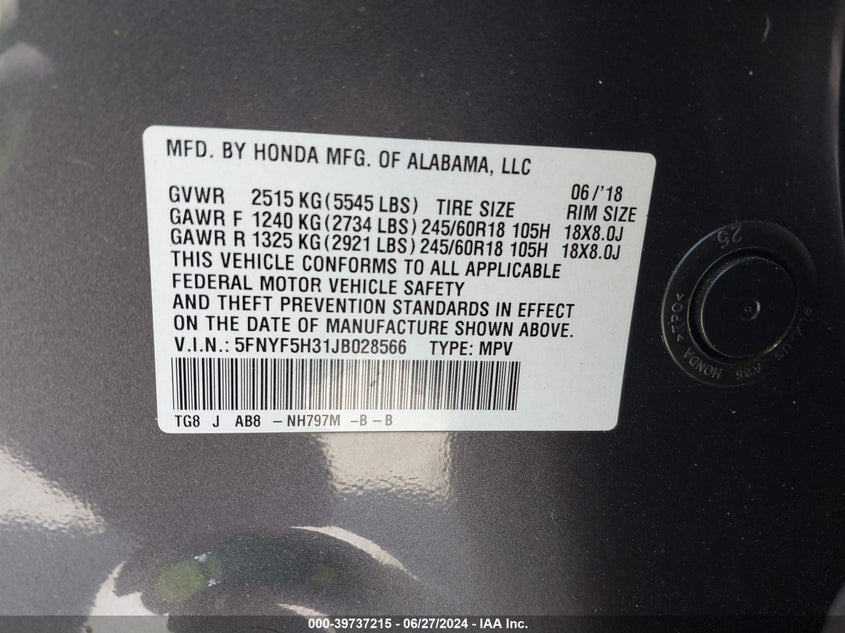 MFD. BY HONDA MFG. OF ALABAMA, LLC
06/'18
GVWR 2515 KG(5545 LBS) TIRE SIZE RIM SIZE
GAWR F 1240 KG(2734 LBS) 245/60R18 105H 18X8.0J
GAWR R 1325 KG(2921 LBS) 245/60R18 105H 18X8.0J
THIS VEHICLE CONFORMS TO ALL APPLICABLE
FEDERAL MOTOR VEHICLE SAFETY
AND THEFT PREVENTION STANDARDS IN EFFECT
ON THE DATE OF MANUFACTURE SHOWN ABOVE.
V.I.N.: 5FNYF5H31JB028566 TYPE: MPV
TG8 J AB8 - NH797M -B-B
25
>TPO<
HONDA
000-39737215 - 06/27/2024 - IAA Inc.